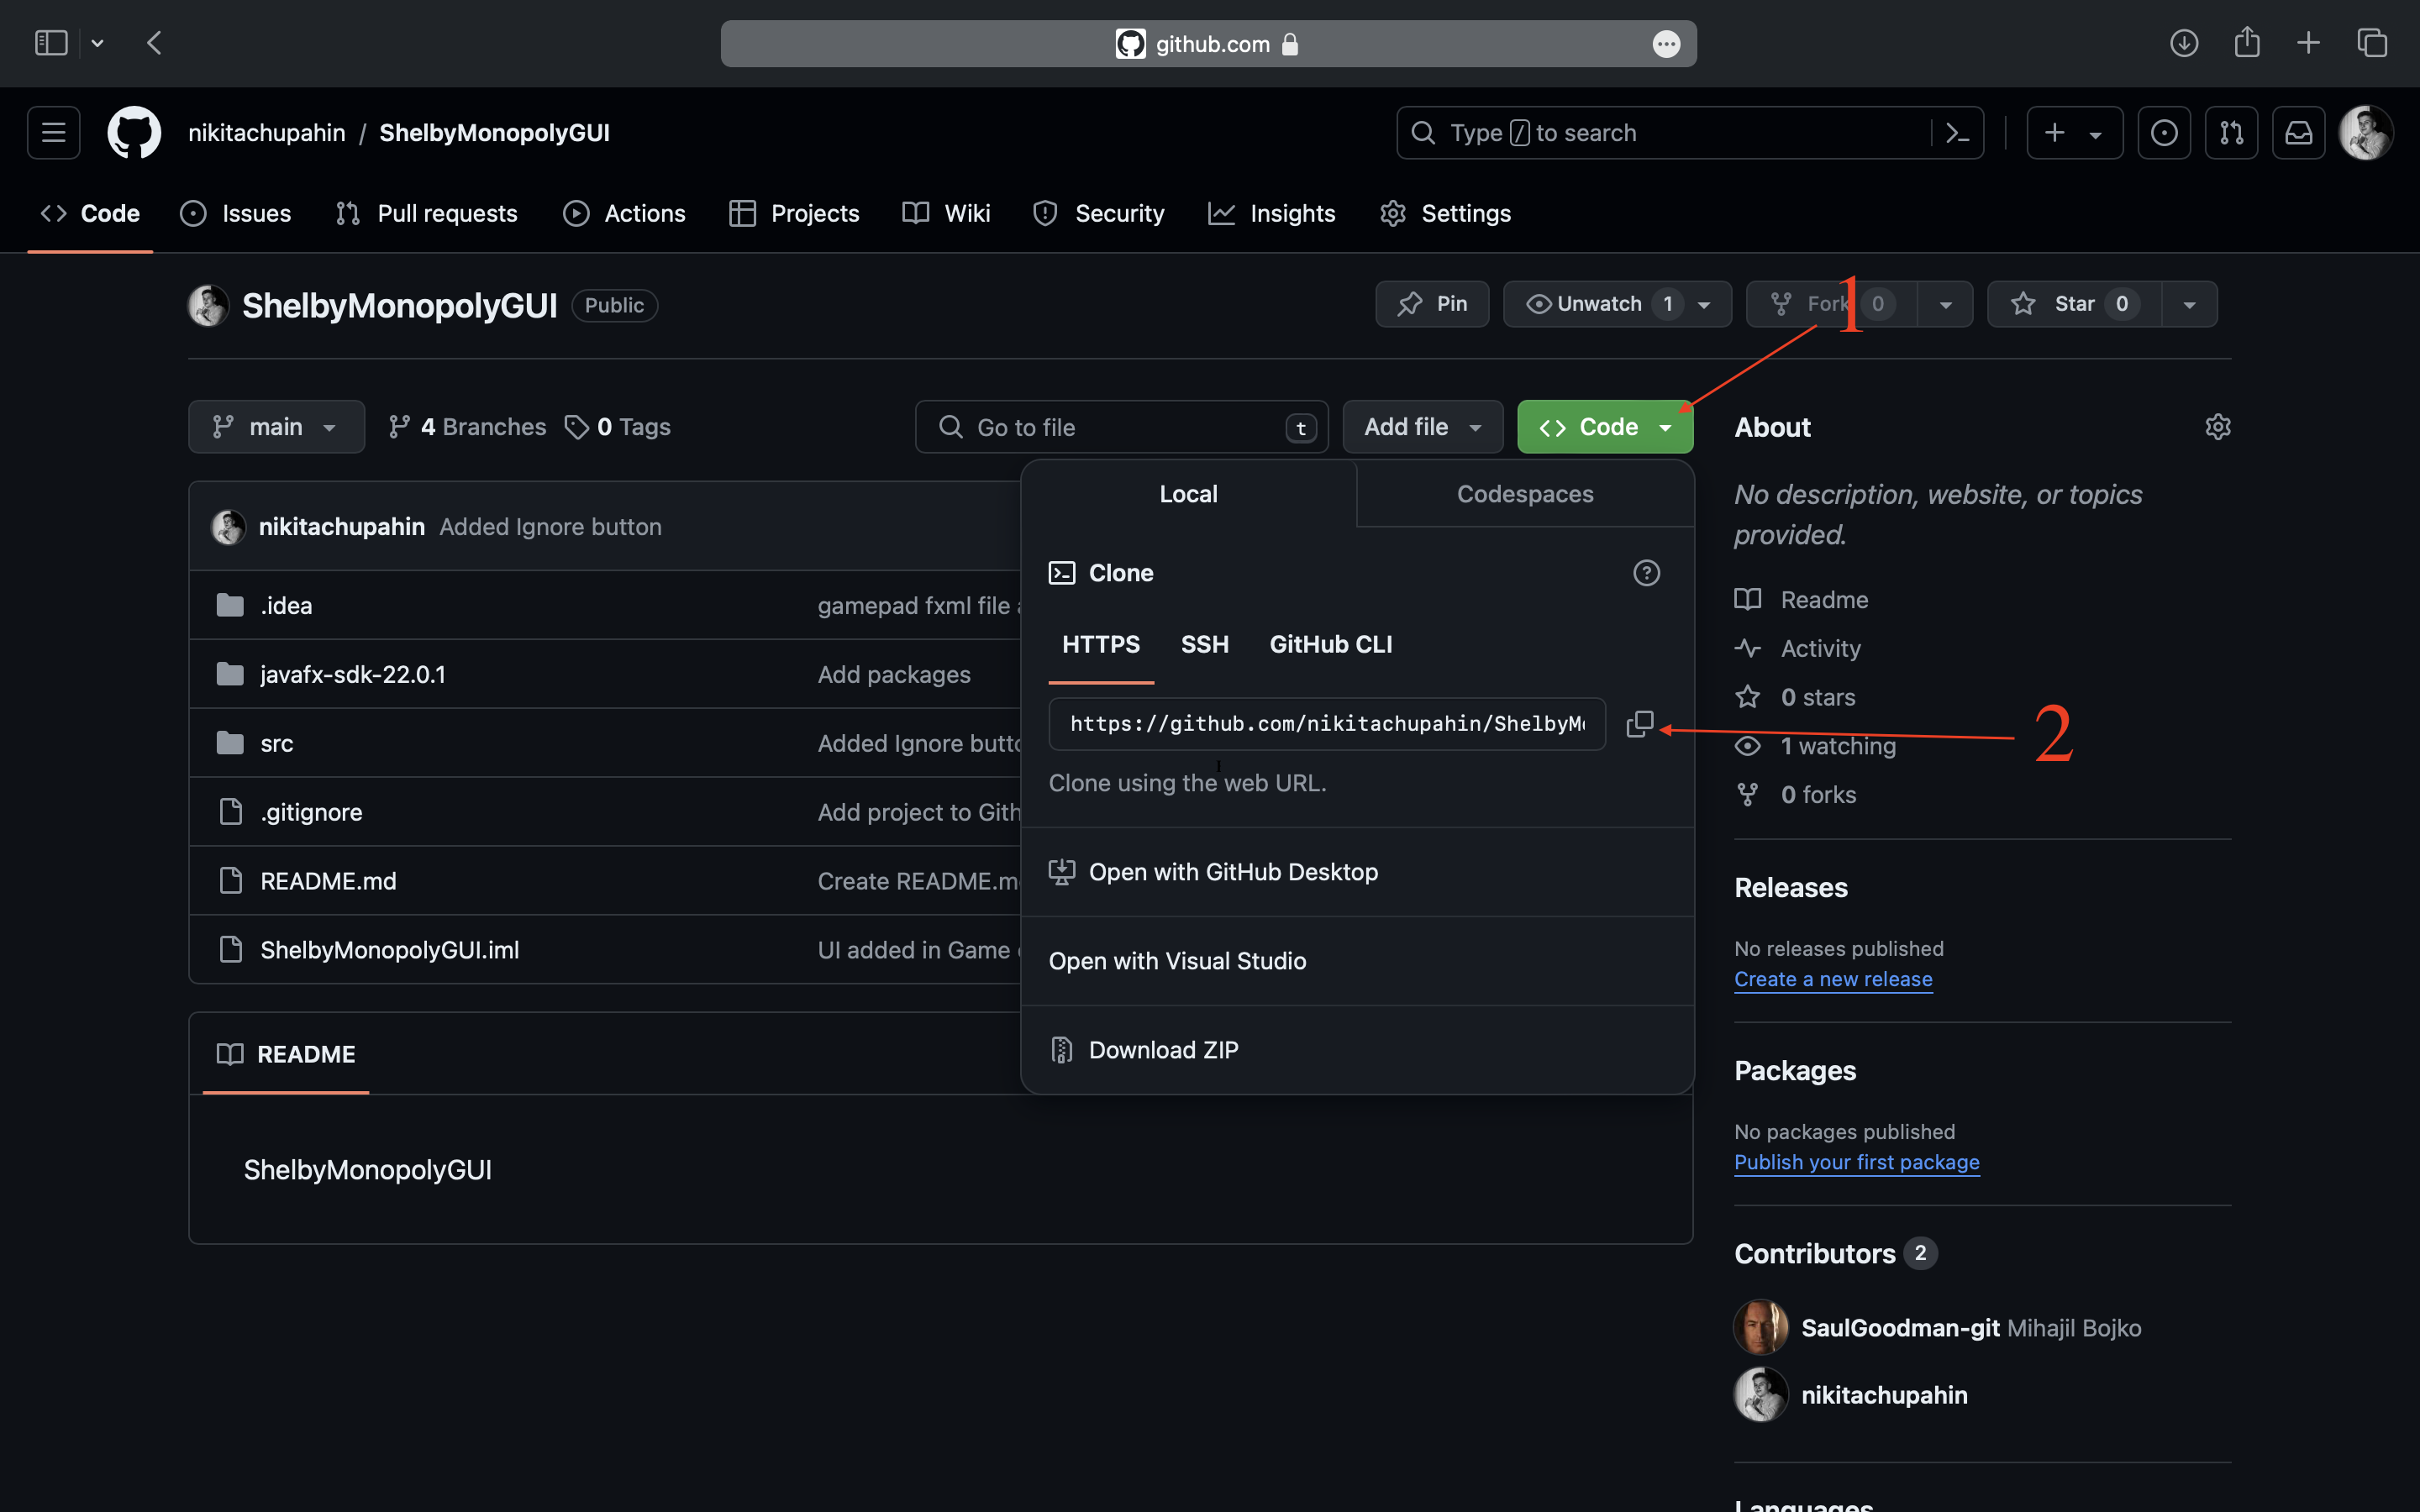 github.com
nikitachupahin / ShelbyMonopolyGUI
Type / to search
Code Issues Pull requests Actions Projects Wiki Security Insights Settings
ShelbyMonopolyGUI Public
Pin Unwatch 1 Fork 0 Star 0
1
main 4 Branches 0 Tags
Go to file t
Add file Code
nikitachupahin Added Ignore button
.idea gamepad fxml file
javafx-sdk-22.0.1 Add packages
src Added Ignore butto
.gitignore Add project to Gith
README.md Create README.m
ShelbyMonopolyGUI.iml UI added in Game
README
ShelbyMonopolyGUI
Local Codespaces
Clone
HTTPS SSH GitHub CLI
https://github.com/nikitachupahin/ShelbyM
2
Clone using the web URL.
Open with GitHub Desktop
Open with Visual Studio
Download ZIP
About
No description, website, or topics
provided.
Readme
Activity
0 stars
1 watching
0 forks
Releases
No releases published
Create a new release
Packages
No packages published
Publish your first package
Contributors 2
SaulGoodman-git Mihajil Bojko
nikitachupahin
Languages